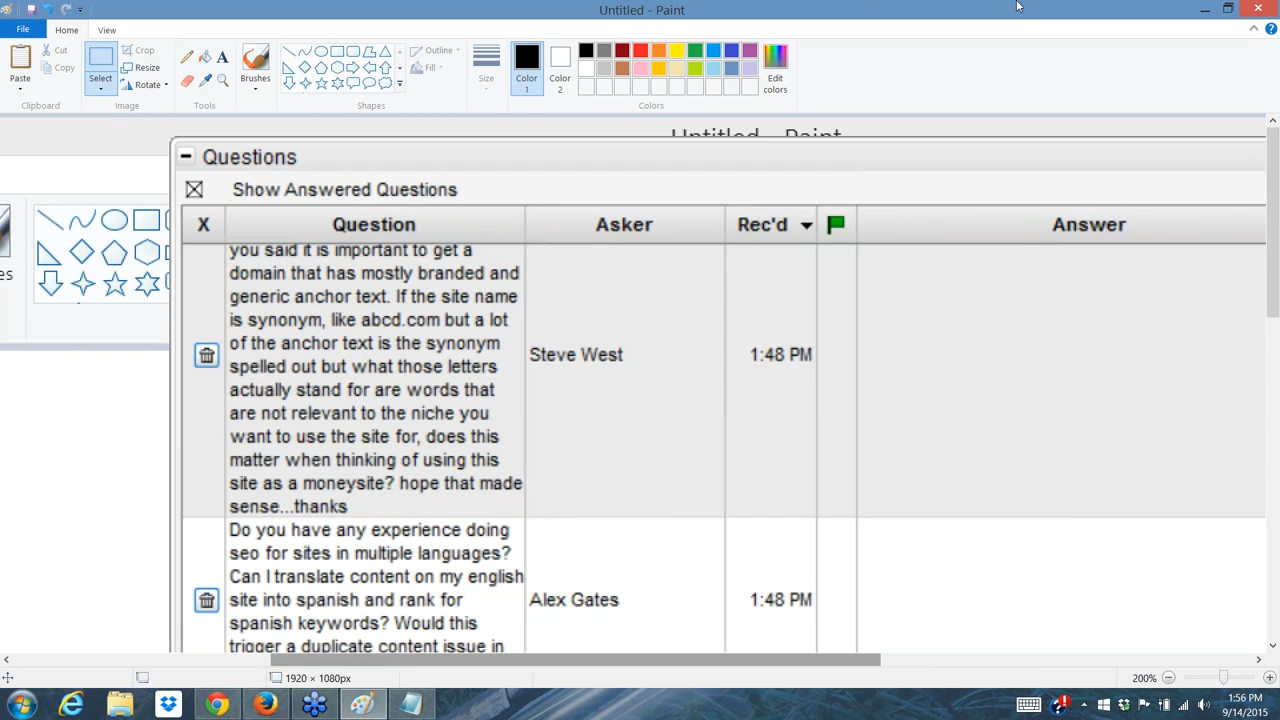 Untitled - Paint
File
Home
View
Paste
Cut
Copy
Clipboard
Select
Crop
Resize
Rotate
Image
Tools
Brushes
Outline
Fill
Shapes
Size
Color 1
Color 2
Edit colors
Colors
Untitled - Paint
es
Questions
Show Answered Questions
X Question Asker Rec'd Answer
you said it is important to get a
domain that has mostly branded and
generic anchor text. If the site name
is synonym, like abcd.com but a lot
of the anchor text is the synonym
spelled out but what those letters
actually stand for are words that
are not relevant to the niche you
want to use the site for, does this
matter when thinking of using this
site as a moneysite? hope that made
sense...thanks
Steve West
1:48 PM
Do you have any experience doing
seo for sites in multiple languages?
Can I translate content on my english
site into spanish and rank for
spanish keywords? Would this
trigger a duplicate content issue in
Alex Gates
1:48 PM
1920 × 1080px
200%
1:56 PM
9/14/2015